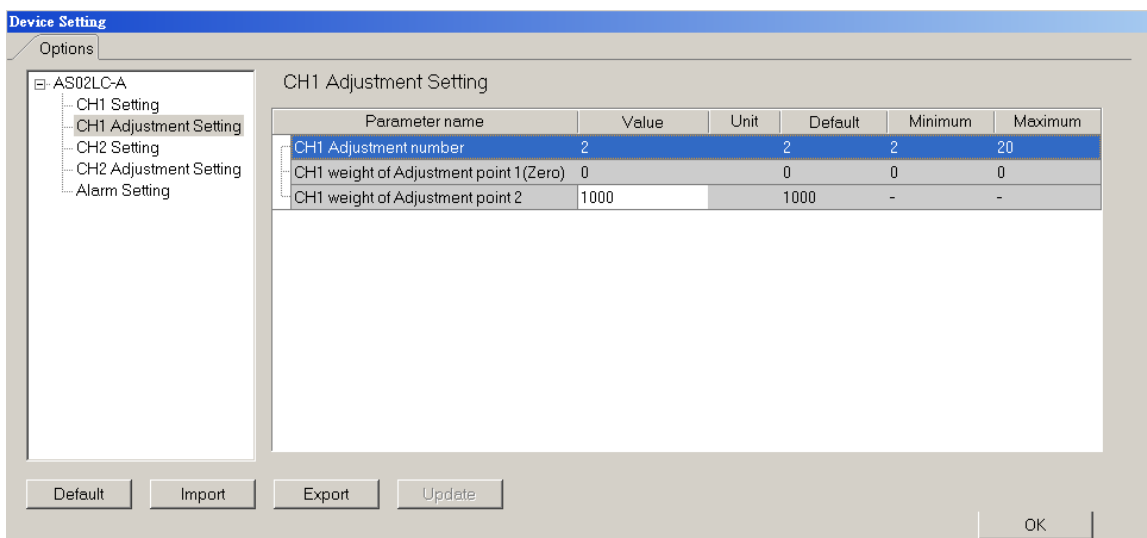 Device Setting
Options
AS02LC-A
CH1 Setting
CH1 Adjustment Setting
CH2 Setting
CH2 Adjustment Setting
Alarm Setting
CH1 Adjustment Setting
Parameter name Value Unit Default Minimum Maximum
CH1 Adjustment number 2 2 2 20
CH1 weight of Adjustment point 1(Zero) 0 0 0 0
CH1 weight of Adjustment point 2 1000 1000 - -
Default Import Export Update
OK